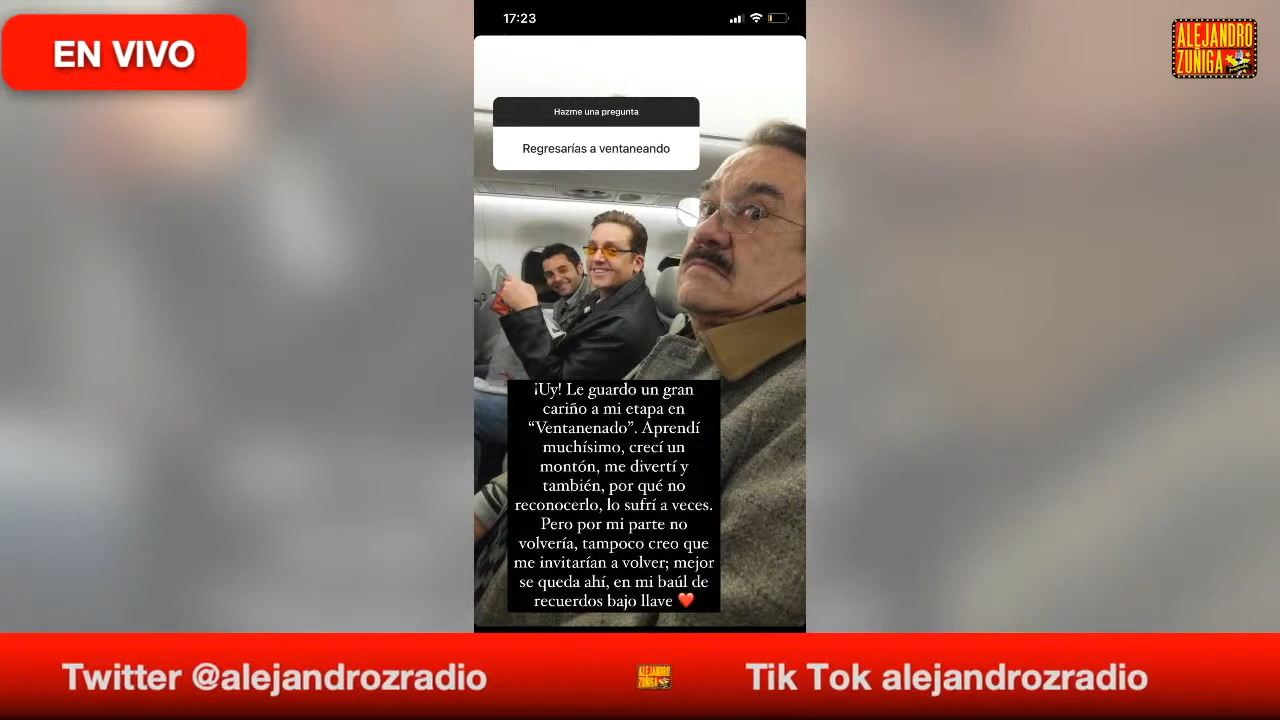 EN VIVO
17:23
ALEJANDRO
ZUÑIGA
Hazme una pregunta
Regresarías a ventaneando
¡Uy! Le guardo un gran
cariño a mi etapa en
“Ventanenado”. Aprendí
muchísimo, crecí un
montón, me divertí y
también, por qué no
reconocerlo, lo sufrí a veces.
Pero por mi parte no
volvería, tampoco creo que
me invitarían a volver; mejor
se queda ahí, en mi baúl de
recuerdos bajo llave ❤️
Twitter @alejandrozradio
ALEJANDRO
ZUÑIGA
Tik Tok alejandrozradio